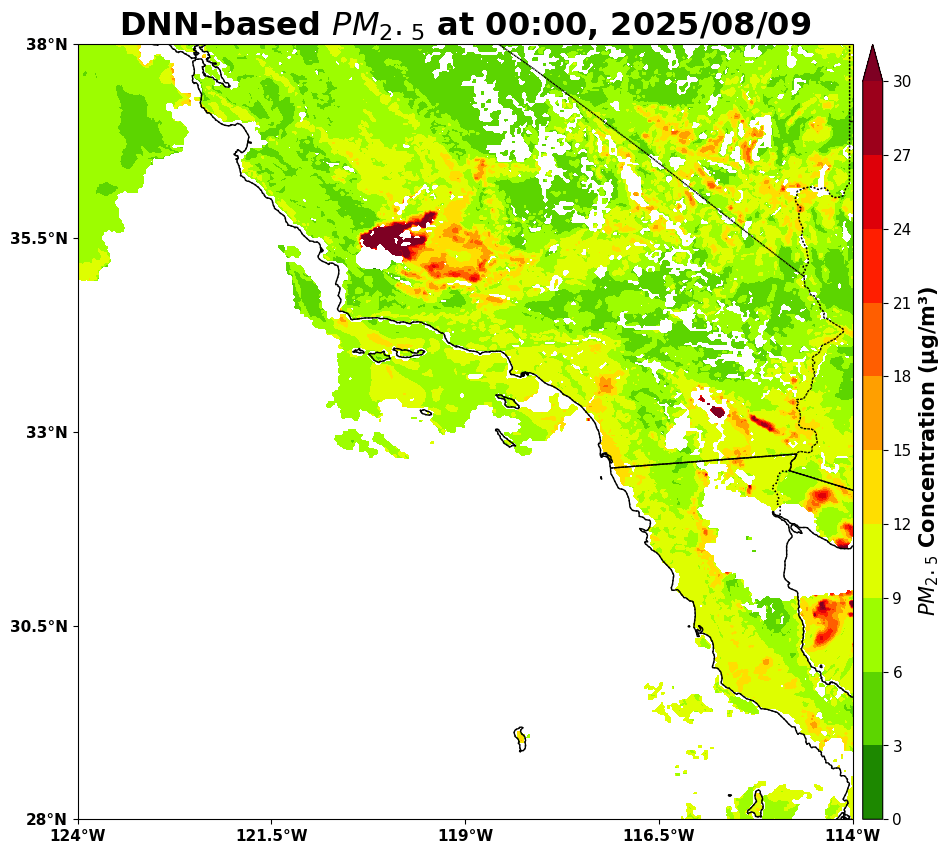 DNN-based PM2.5 at 00:00, 2025/08/09
38°N
35.5°N
33°N
30.5°N
28°N
124°W
121.5°W
119°W
116.5°W
114°W
30
27
24
21
18
15
12
9
6
3
0
PM2.5 Concentration (μg/m³)